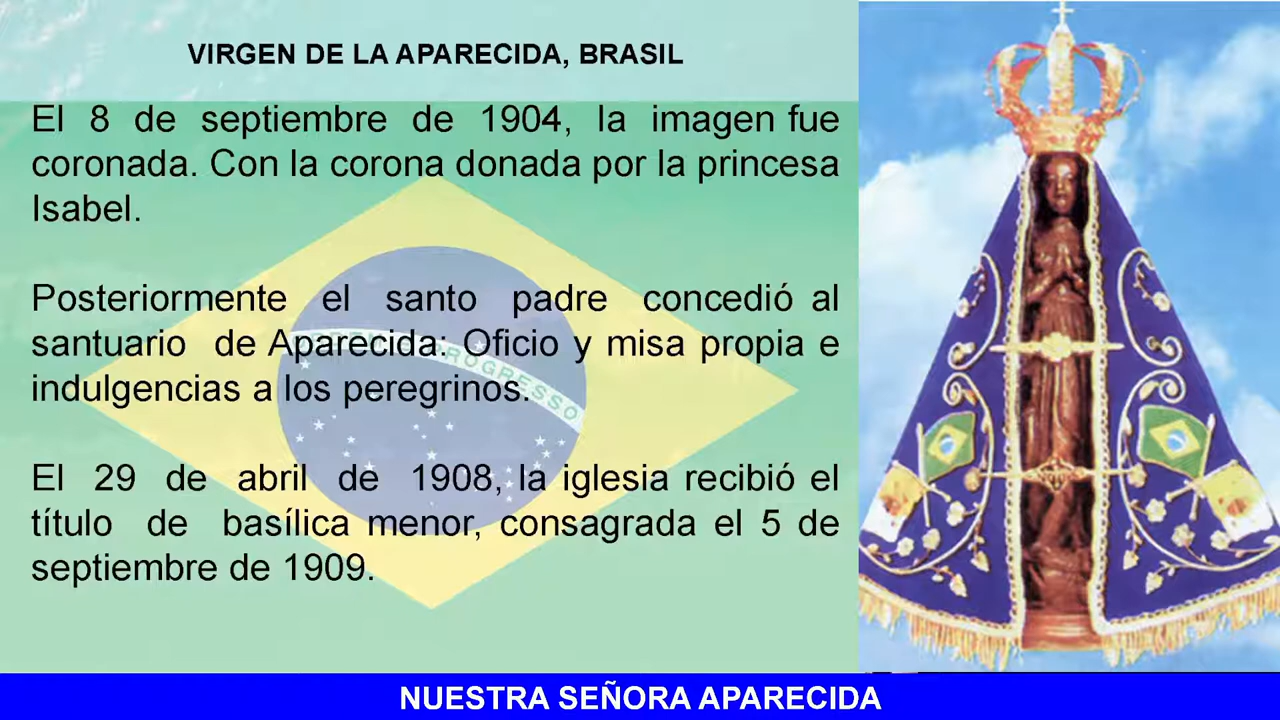 VIRGEN DE LA APARECIDA, BRASIL
El 8 de septiembre de 1904, la imagen fue
coronada. Con la corona donada por la princesa
Isabel.
Posteriormente el santo padre concedió al
santuario de Aparecida: Oficio y misa propia e
indulgencias a los peregrinos.
PROGRESSO
El 29 de abril de 1908, la iglesia recibió el
título de basílica menor, consagrada el 5 de
septiembre de 1909.
NUESTRA SEÑORA APARECIDA